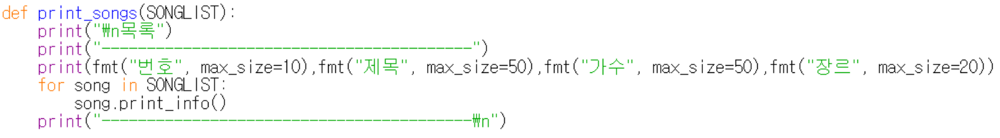 def print_songs(SONGLIST):
    print("₩n목록")
    print("-------------------------------------------")
    print(fmt("번호", max_size=10),fmt("제목", max_size=50),fmt("가수", max_size=50),fmt("장르", max_size=20))
    for song in SONGLIST:
        song.print_info()
    print("-------------------------------------------₩n")